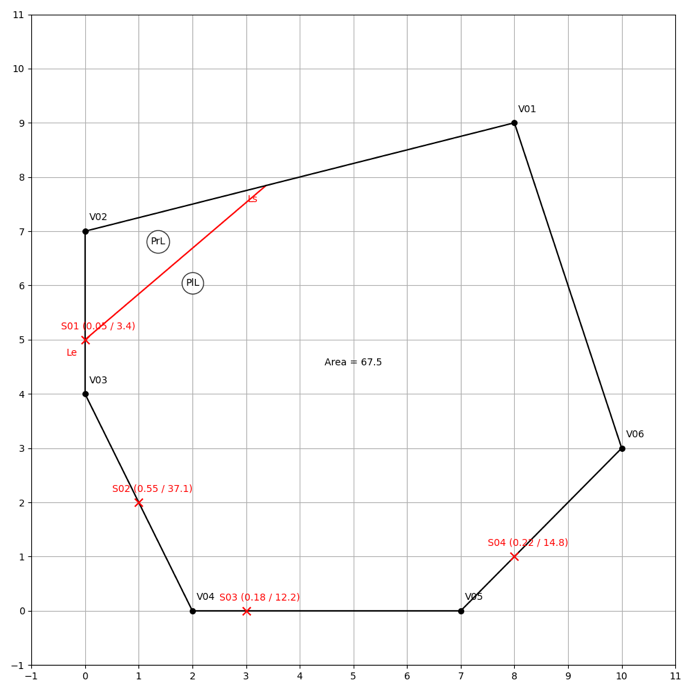 V01
V02
PrL
Ls
PlL
S01 (0.05 / 3.4)
Le
Area = 67.5
V03
V06
S02 (0.55 / 37.1)
S04 (0.22 / 14.8)
V04
S03 (0.18 / 12.2)
V05
11
10
9
8
7
6
5
4
3
2
1
0
−1
−1
0
1
2
3
4
5
6
7
8
9
10
11